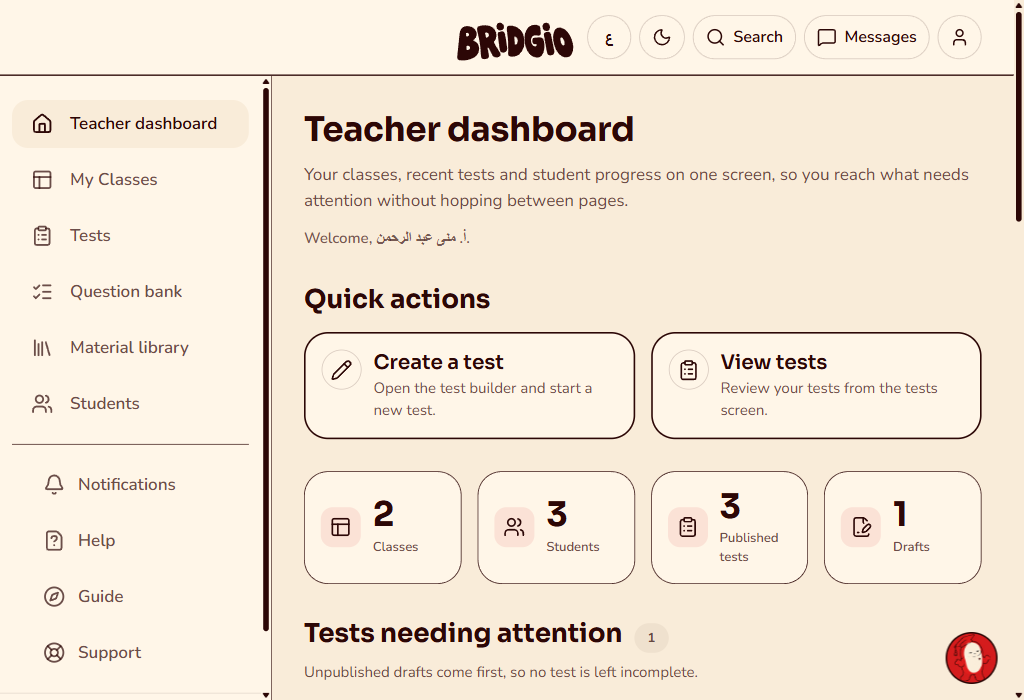 BRiDGiO
ع
Search
Messages
Teacher dashboard
My Classes
Tests
Question bank
Material library
Students
Notifications
Help
Guide
Support
Teacher dashboard
Your classes, recent tests and student progress on one screen, so you reach what needs
attention without hopping between pages.
Welcome, أ. منى عبد الرحمن.
Quick actions
Create a test
Open the test builder and start a
new test.
View tests
Review your tests from the tests
screen.
2
Classes
3
Students
3
Published
tests
1
Drafts
Tests needing attention 1
Unpublished drafts come first, so no test is left incomplete.